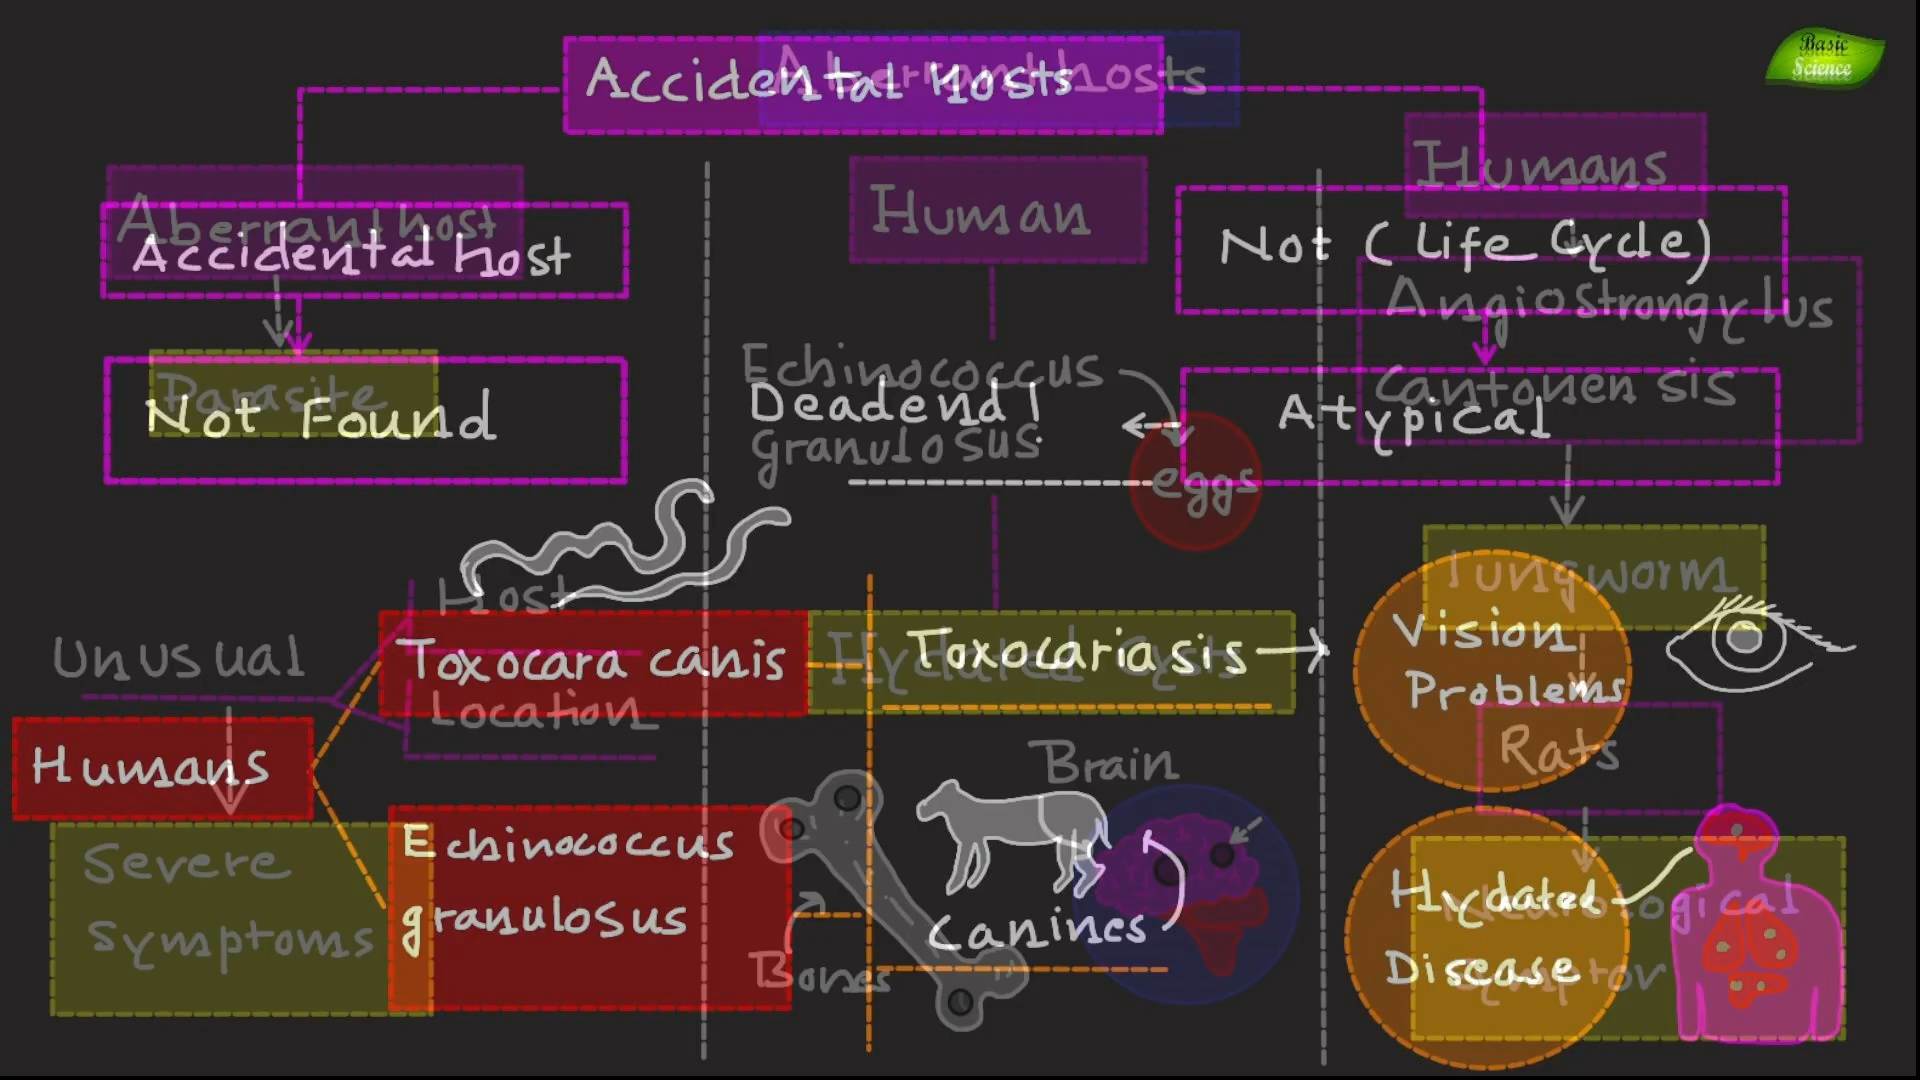 Basic
Science
Accidental hosts
Aberrant hosts
Aberrant host
Accidental host
Parasite
Not Found
Unusual
Host
Location
Severe
Symptoms
Humans
Toxocara canis
Echinococcus
granulosus
Human
Echinococcus
granulosus
Deadend!
eggs
Hydated Cyst
Toxocariasis
Brain
Canines
Bones
Humans
Not (Life Cycle)
Angiostrongylus
Cantonensis
Atypical
lungworm
Vision
Problems
Rats
Hydated
Disease